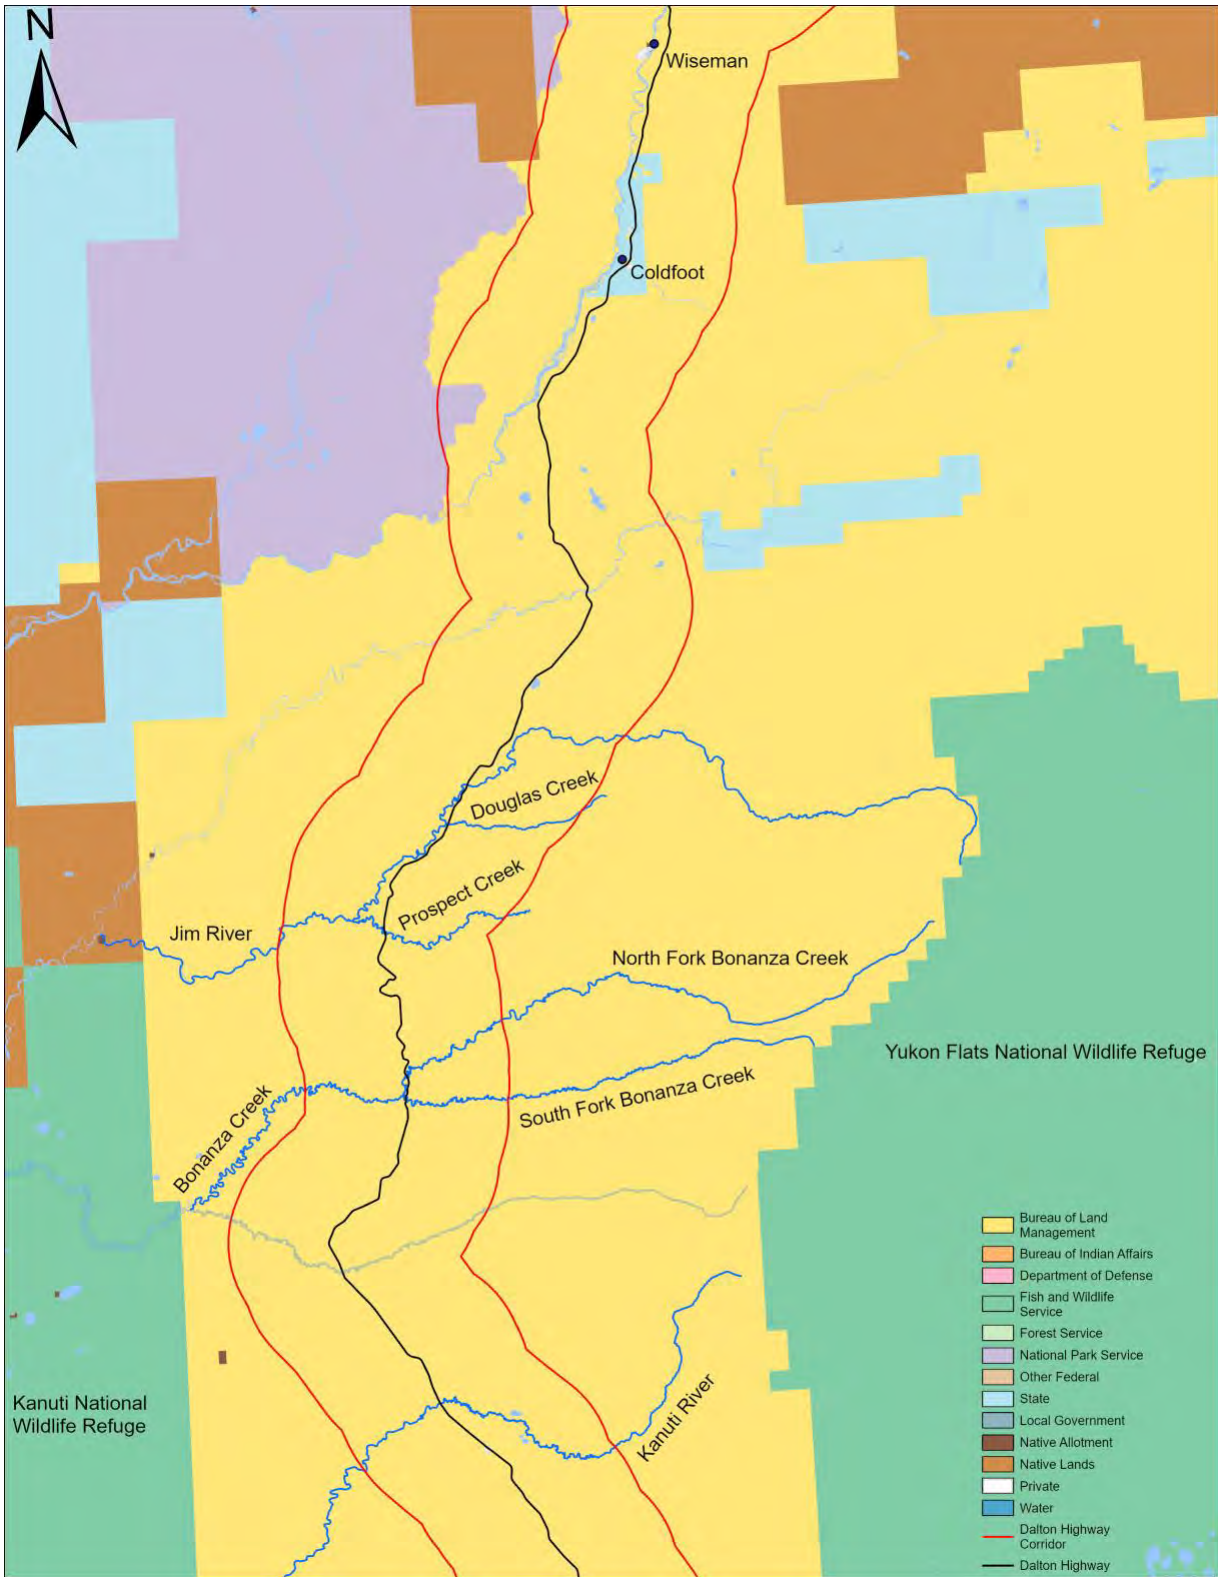 N
Wiseman
Coldfoot
Douglas Creek
Prospect Creek
Jim River
North Fork Bonanza Creek
Yukon Flats National Wildlife Refuge
South Fork Bonanza Creek
Bonanza Creek
Kanuti River
Kanuti National
Wildlife Refuge
Bureau of Land
Management
Bureau of Indian Affairs
Department of Defense
Fish and Wildlife
Service
Forest Service
National Park Service
Other Federal
State
Local Government
Native Allotment
Native Lands
Private
Water
Dalton Highway
Corridor
Dalton Highway